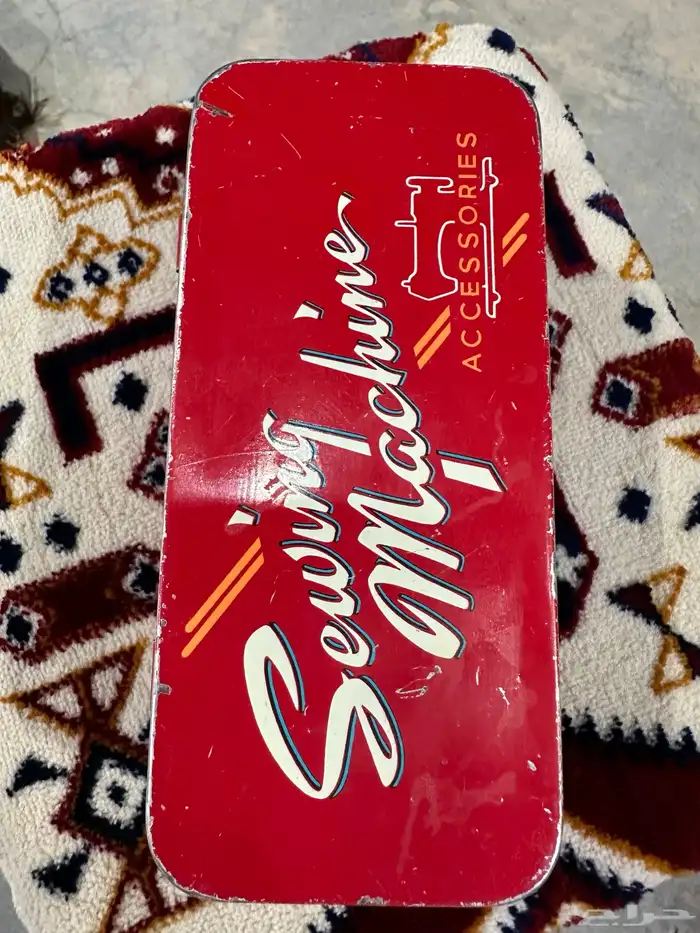 Sewing
Machine
ACCESSORIES
حراج